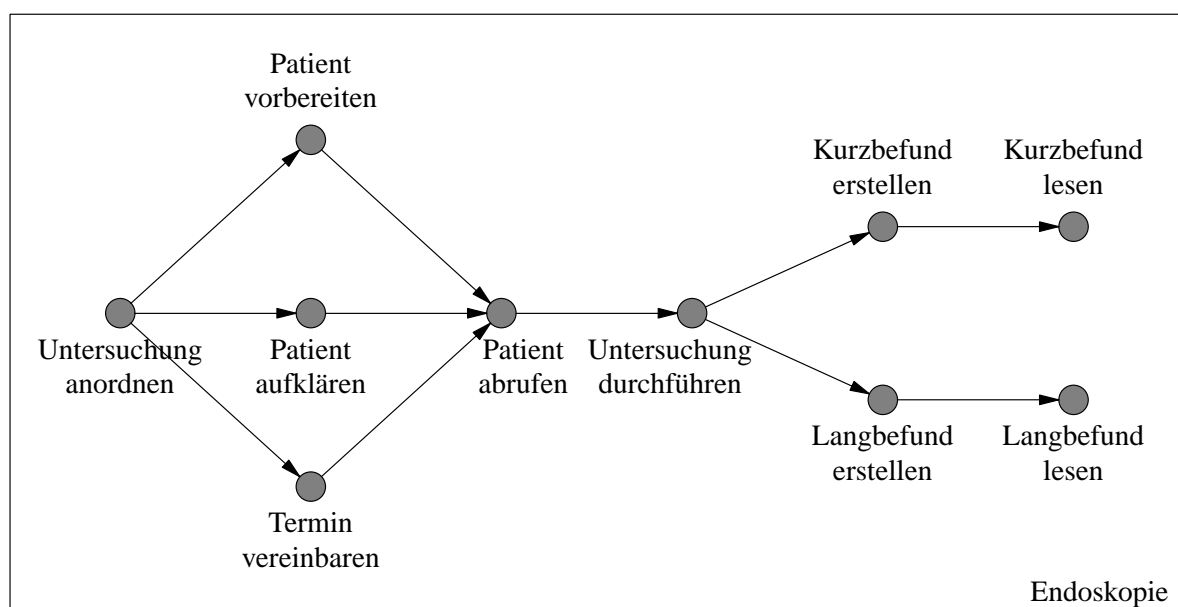 Patient
vorbereiten
Kurzbefund
erstellen
Kurzbefund
lesen
Untersuchung
anordnen
Patient
aufklären
Patient
abrufen
Untersuchung
durchführen
Langbefund
erstellen
Langbefund
lesen
Termin
vereinbaren
Endoskopie